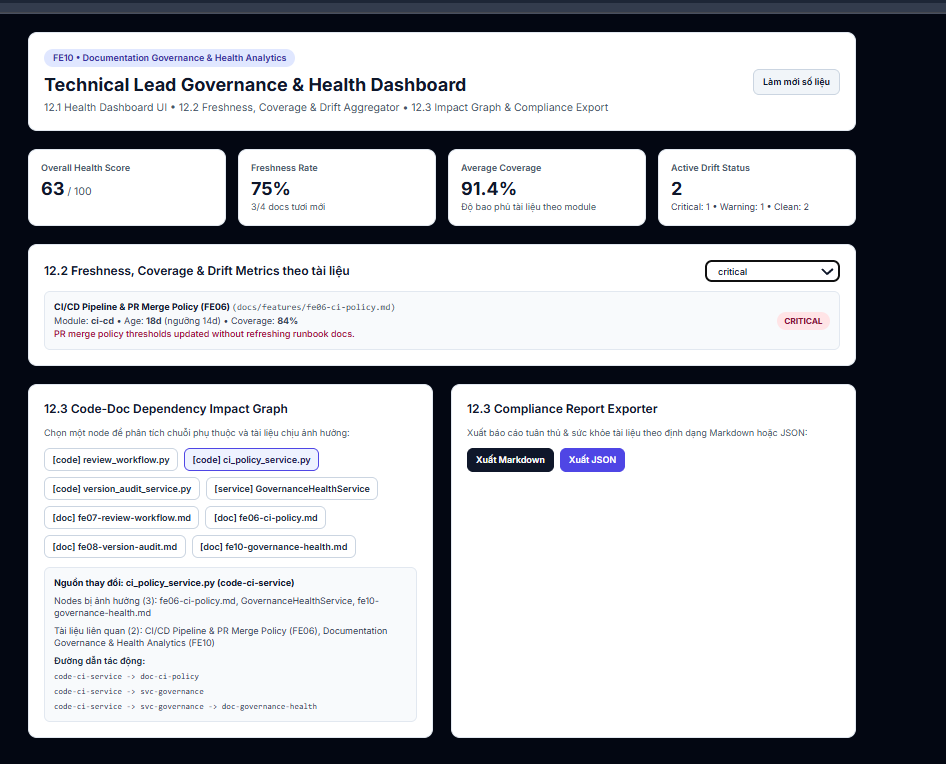 FE10 • Documentation Governance & Health Analytics
Technical Lead Governance & Health Dashboard
12.1 Health Dashboard UI • 12.2 Freshness, Coverage & Drift Aggregator • 12.3 Impact Graph & Compliance Export
Làm mới số liệu
Overall Health Score
63 / 100
Freshness Rate
75%
3/4 docs tươi mới
Average Coverage
91.4%
Độ bao phủ tài liệu theo module
Active Drift Status
2
Critical: 1 • Warning: 1 • Clean: 2
12.2 Freshness, Coverage & Drift Metrics theo tài liệu
critical
CI/CD Pipeline & PR Merge Policy (FE06) (docs/features/fe06-ci-policy.md)
Module: ci-cd • Age: 18d (ngưỡng 14d) • Coverage: 84%
PR merge policy thresholds updated without refreshing runbook docs.
CRITICAL
12.3 Code-Doc Dependency Impact Graph
Chọn một node để phân tích chuỗi phụ thuộc và tài liệu chịu ảnh hưởng:
[code] review_workflow.py
[code] ci_policy_service.py
[code] version_audit_service.py
[service] GovernanceHealthService
[doc] fe07-review-workflow.md
[doc] fe06-ci-policy.md
[doc] fe08-version-audit.md
[doc] fe10-governance-health.md
Nguồn thay đổi: ci_policy_service.py (code-ci-service)
Nodes bị ảnh hưởng (3): fe06-ci-policy.md, GovernanceHealthService, fe10-
governance-health.md
Tài liệu liên quan (2): CI/CD Pipeline & PR Merge Policy (FE06), Documentation
Governance & Health Analytics (FE10)
Đường dẫn tác động:
code-ci-service -> doc-ci-policy
code-ci-service -> svc-governance
code-ci-service -> svc-governance -> doc-governance-health
12.3 Compliance Report Exporter
Xuất báo cáo tuân thủ & sức khỏe tài liệu theo định dạng Markdown hoặc JSON:
Xuất Markdown
Xuất JSON